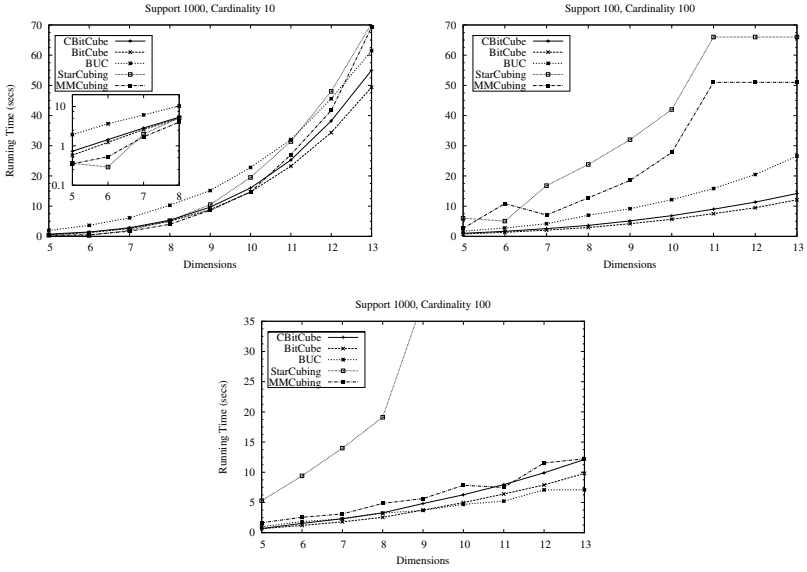 Support 1000, Cardinality 10
Running Time (secs)
70
60
50
40
30
20
10
0
CBitCube
BitCube
BUC
StarCubing
MMCubing
10
1
0.1
5 6 7 8
5 6 7 8 9 10 11 12 13
Dimensions
Support 100, Cardinality 100
70
60
50
40
30
20
10
0
CBitCube
BitCube
BUC
StarCubing
MMCubing
5 6 7 8 9 10 11 12 13
Dimensions
Support 1000, Cardinality 100
Running Time (secs)
35
30
25
20
15
10
5
0
CBitCube
BitCube
BUC
StarCubing
MMCubing
5 6 7 8 9 10 11 12 13
Dimensions